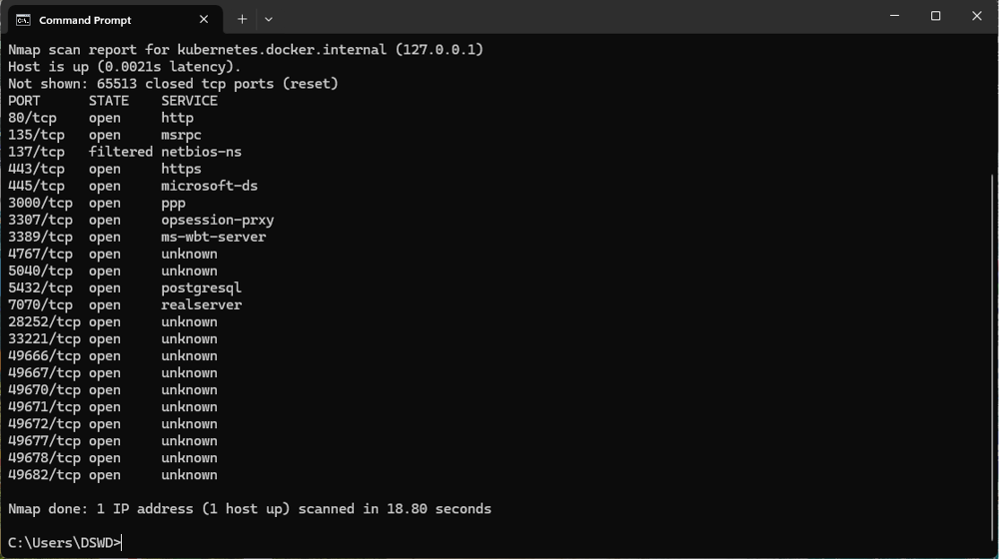 Command Prompt
Nmap scan report for kubernetes.docker.internal (127.0.0.1)
Host is up (0.0021s latency).
Not shown: 65513 closed tcp ports (reset)
PORT      STATE    SERVICE
80/tcp    open     http
135/tcp   open     msrpc
137/tcp   filtered netbios-ns
443/tcp   open     https
445/tcp   open     microsoft-ds
3000/tcp  open     ppp
3307/tcp  open     opsession-prxy
3389/tcp  open     ms-wbt-server
4767/tcp  open     unknown
5040/tcp  open     unknown
5432/tcp  open     postgresql
7070/tcp  open     realserver
28252/tcp open     unknown
33221/tcp open     unknown
49666/tcp open     unknown
49667/tcp open     unknown
49670/tcp open     unknown
49671/tcp open     unknown
49672/tcp open     unknown
49677/tcp open     unknown
49678/tcp open     unknown
49682/tcp open     unknown
Nmap done: 1 IP address (1 host up) scanned in 18.80 seconds
C:\Users\DSWD>